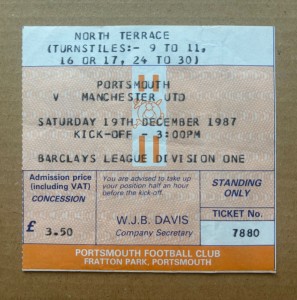 NORTH TERRACE
(TURNSTILES:- 9 TO 11,
16 OR 17, 24 TO 30)
PORTSMOUTH
V MANCHESTER UTD
SATURDAY 19TH DECEMBER 1987
KICK-OFF - 3:00PM
BARCLAYS LEAGUE DIVISION ONE
Admission price
(including VAT)
CONCESSION
£ 3.50
You are advised to take up
your position half an hour
before the kick off.
W.J.B. DAVIS
Company Secretary
STANDING
ONLY
TICKET No.
7880
PORTSMOUTH FOOTBALL CLUB
FRATTON PARK, PORTSMOUTH